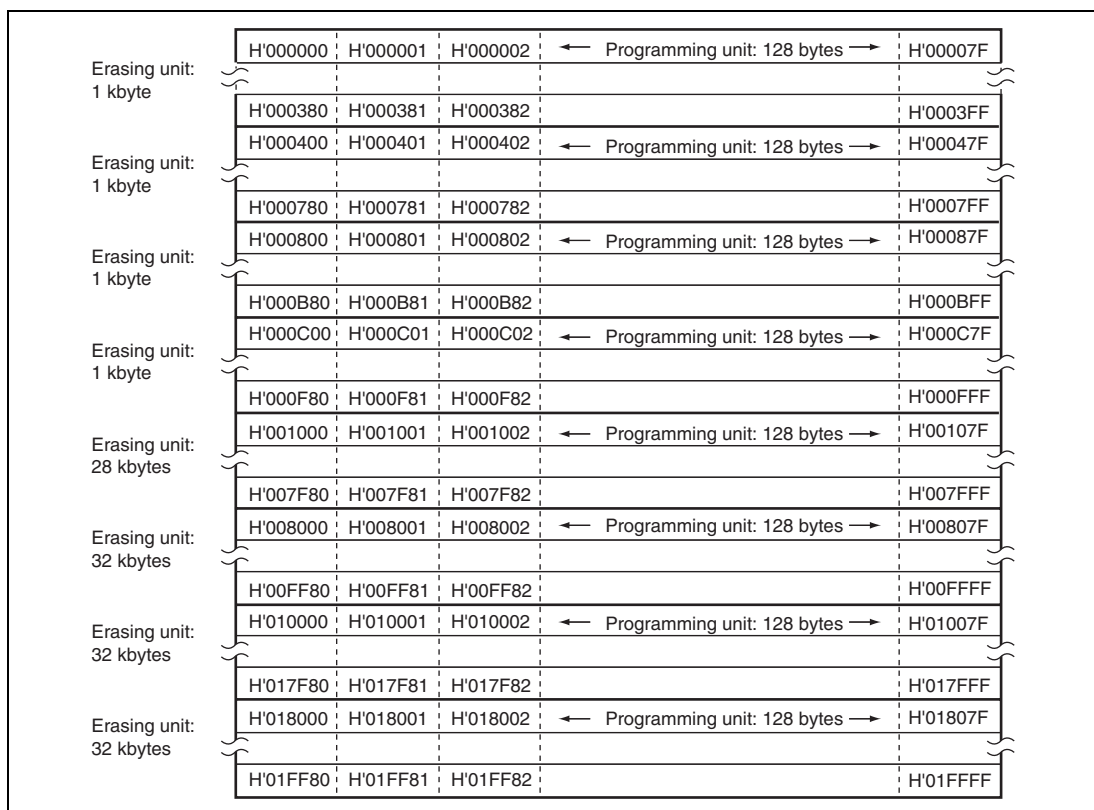 H'000000 H'000001 H'000002 ← Programming unit: 128 bytes → H'00007F
Erasing unit:
1 kbyte
H'000380 H'000381 H'000382 H'0003FF
H'000400 H'000401 H'000402 ← Programming unit: 128 bytes → H'00047F
Erasing unit:
1 kbyte
H'000780 H'000781 H'000782 H'0007FF
H'000800 H'000801 H'000802 ← Programming unit: 128 bytes → H'00087F
Erasing unit:
1 kbyte
H'000B80 H'000B81 H'000B82 H'000BFF
H'000C00 H'000C01 H'000C02 ← Programming unit: 128 bytes → H'000C7F
Erasing unit:
1 kbyte
H'000F80 H'000F81 H'000F82 H'000FFF
H'001000 H'001001 H'001002 ← Programming unit: 128 bytes → H'00107F
Erasing unit:
28 kbytes
H'007F80 H'007F81 H'007F82 H'007FFF
H'008000 H'008001 H'008002 ← Programming unit: 128 bytes → H'00807F
Erasing unit:
32 kbytes
H'00FF80 H'00FF81 H'00FF82 H'00FFFF
H'010000 H'010001 H'010002 ← Programming unit: 128 bytes → H'01007F
Erasing unit:
32 kbytes
H'017F80 H'017F81 H'017F82 H'017FFF
H'018000 H'018001 H'018002 ← Programming unit: 128 bytes → H'01807F
Erasing unit:
32 kbytes
H'01FF80 H'01FF81 H'01FF82 H'01FFFF